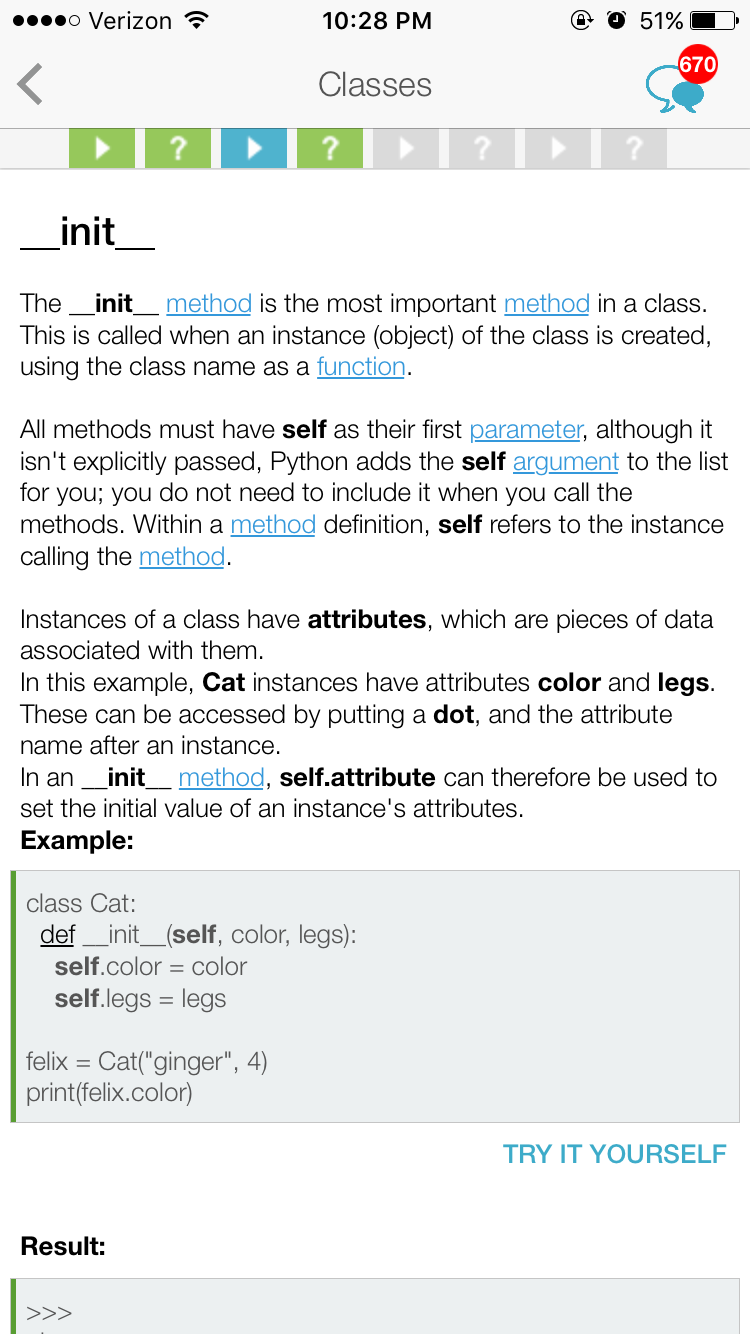 Verizon 10:28 PM 51%
Classes 670
? ? ? ?
__init__
The __init__ method is the most important method in a class.
This is called when an instance (object) of the class is created,
using the class name as a function.
All methods must have self as their first parameter, although it
isn't explicitly passed, Python adds the self argument to the list
for you; you do not need to include it when you call the
methods. Within a method definition, self refers to the instance
calling the method.
Instances of a class have attributes, which are pieces of data
associated with them.
In this example, Cat instances have attributes color and legs.
These can be accessed by putting a dot, and the attribute
name after an instance.
In an __init__ method, self.attribute can therefore be used to
set the initial value of an instance's attributes.
Example:
class Cat:
def __init__(self, color, legs):
self.color = color
self.legs = legs
felix = Cat("ginger", 4)
print(felix.color)
TRY IT YOURSELF
Result:
>>>